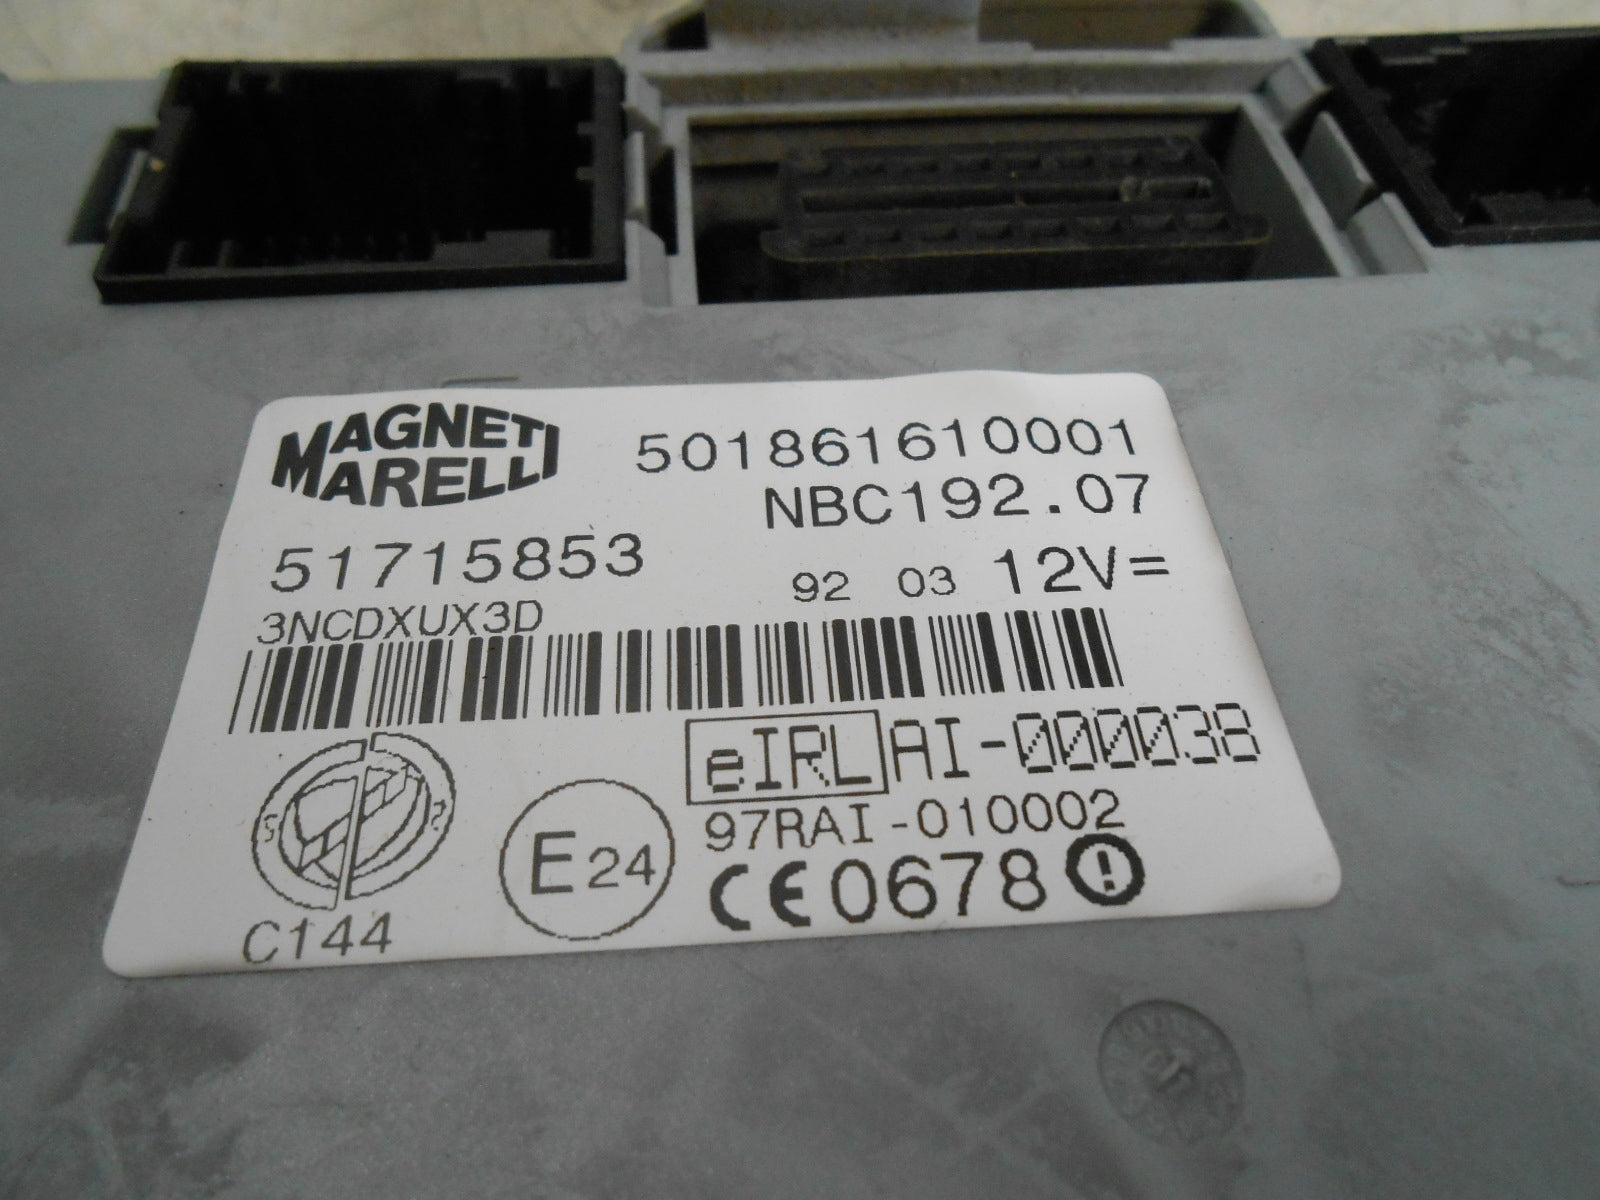 MAGNETI
MARELLI
501861610001
NBC192.07
51715853
92 03 12V=
3NCDXUX3D
eIRL AI-000038
97RAI-010002
E24
CE0678
C144